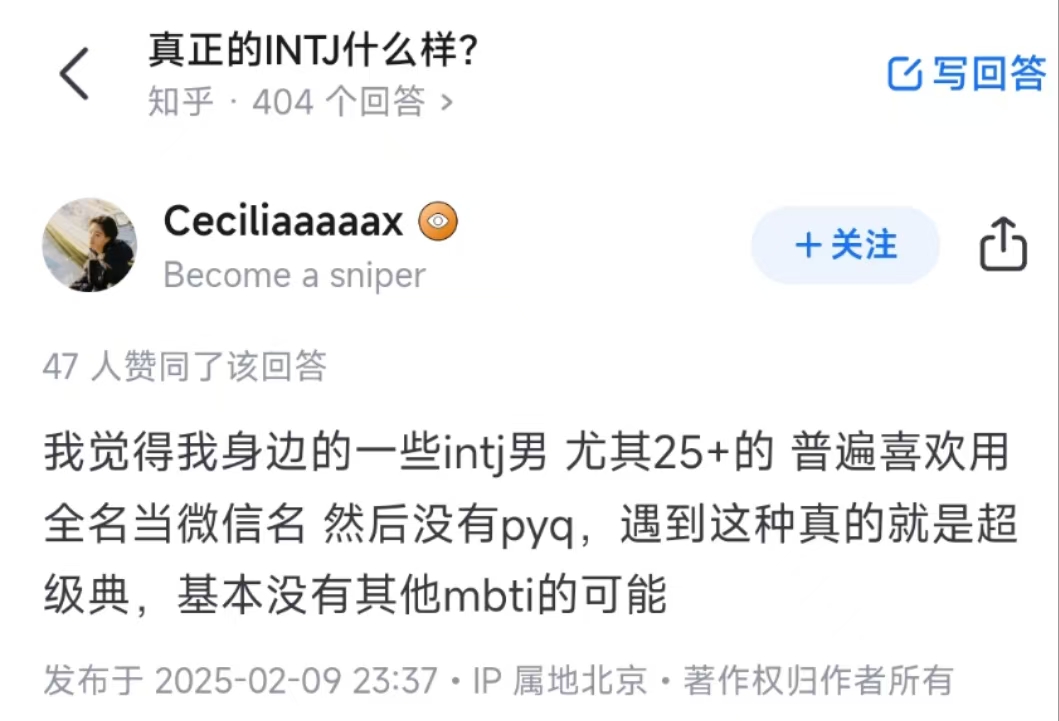 真正的INTJ什么样?
知乎 · 404 个回答 >
写回答
Ceciliaaaaax
Become a sniper
+ 关注
47 人赞同了该回答
我觉得我身边的一些intj男 尤其25+的 普遍喜欢用
全名当微信名 然后没有pyq，遇到这种真的就是超
级典，基本没有其他mbti的可能
发布于 2025-02-09 23:37・IP 属地北京・著作权归作者所有